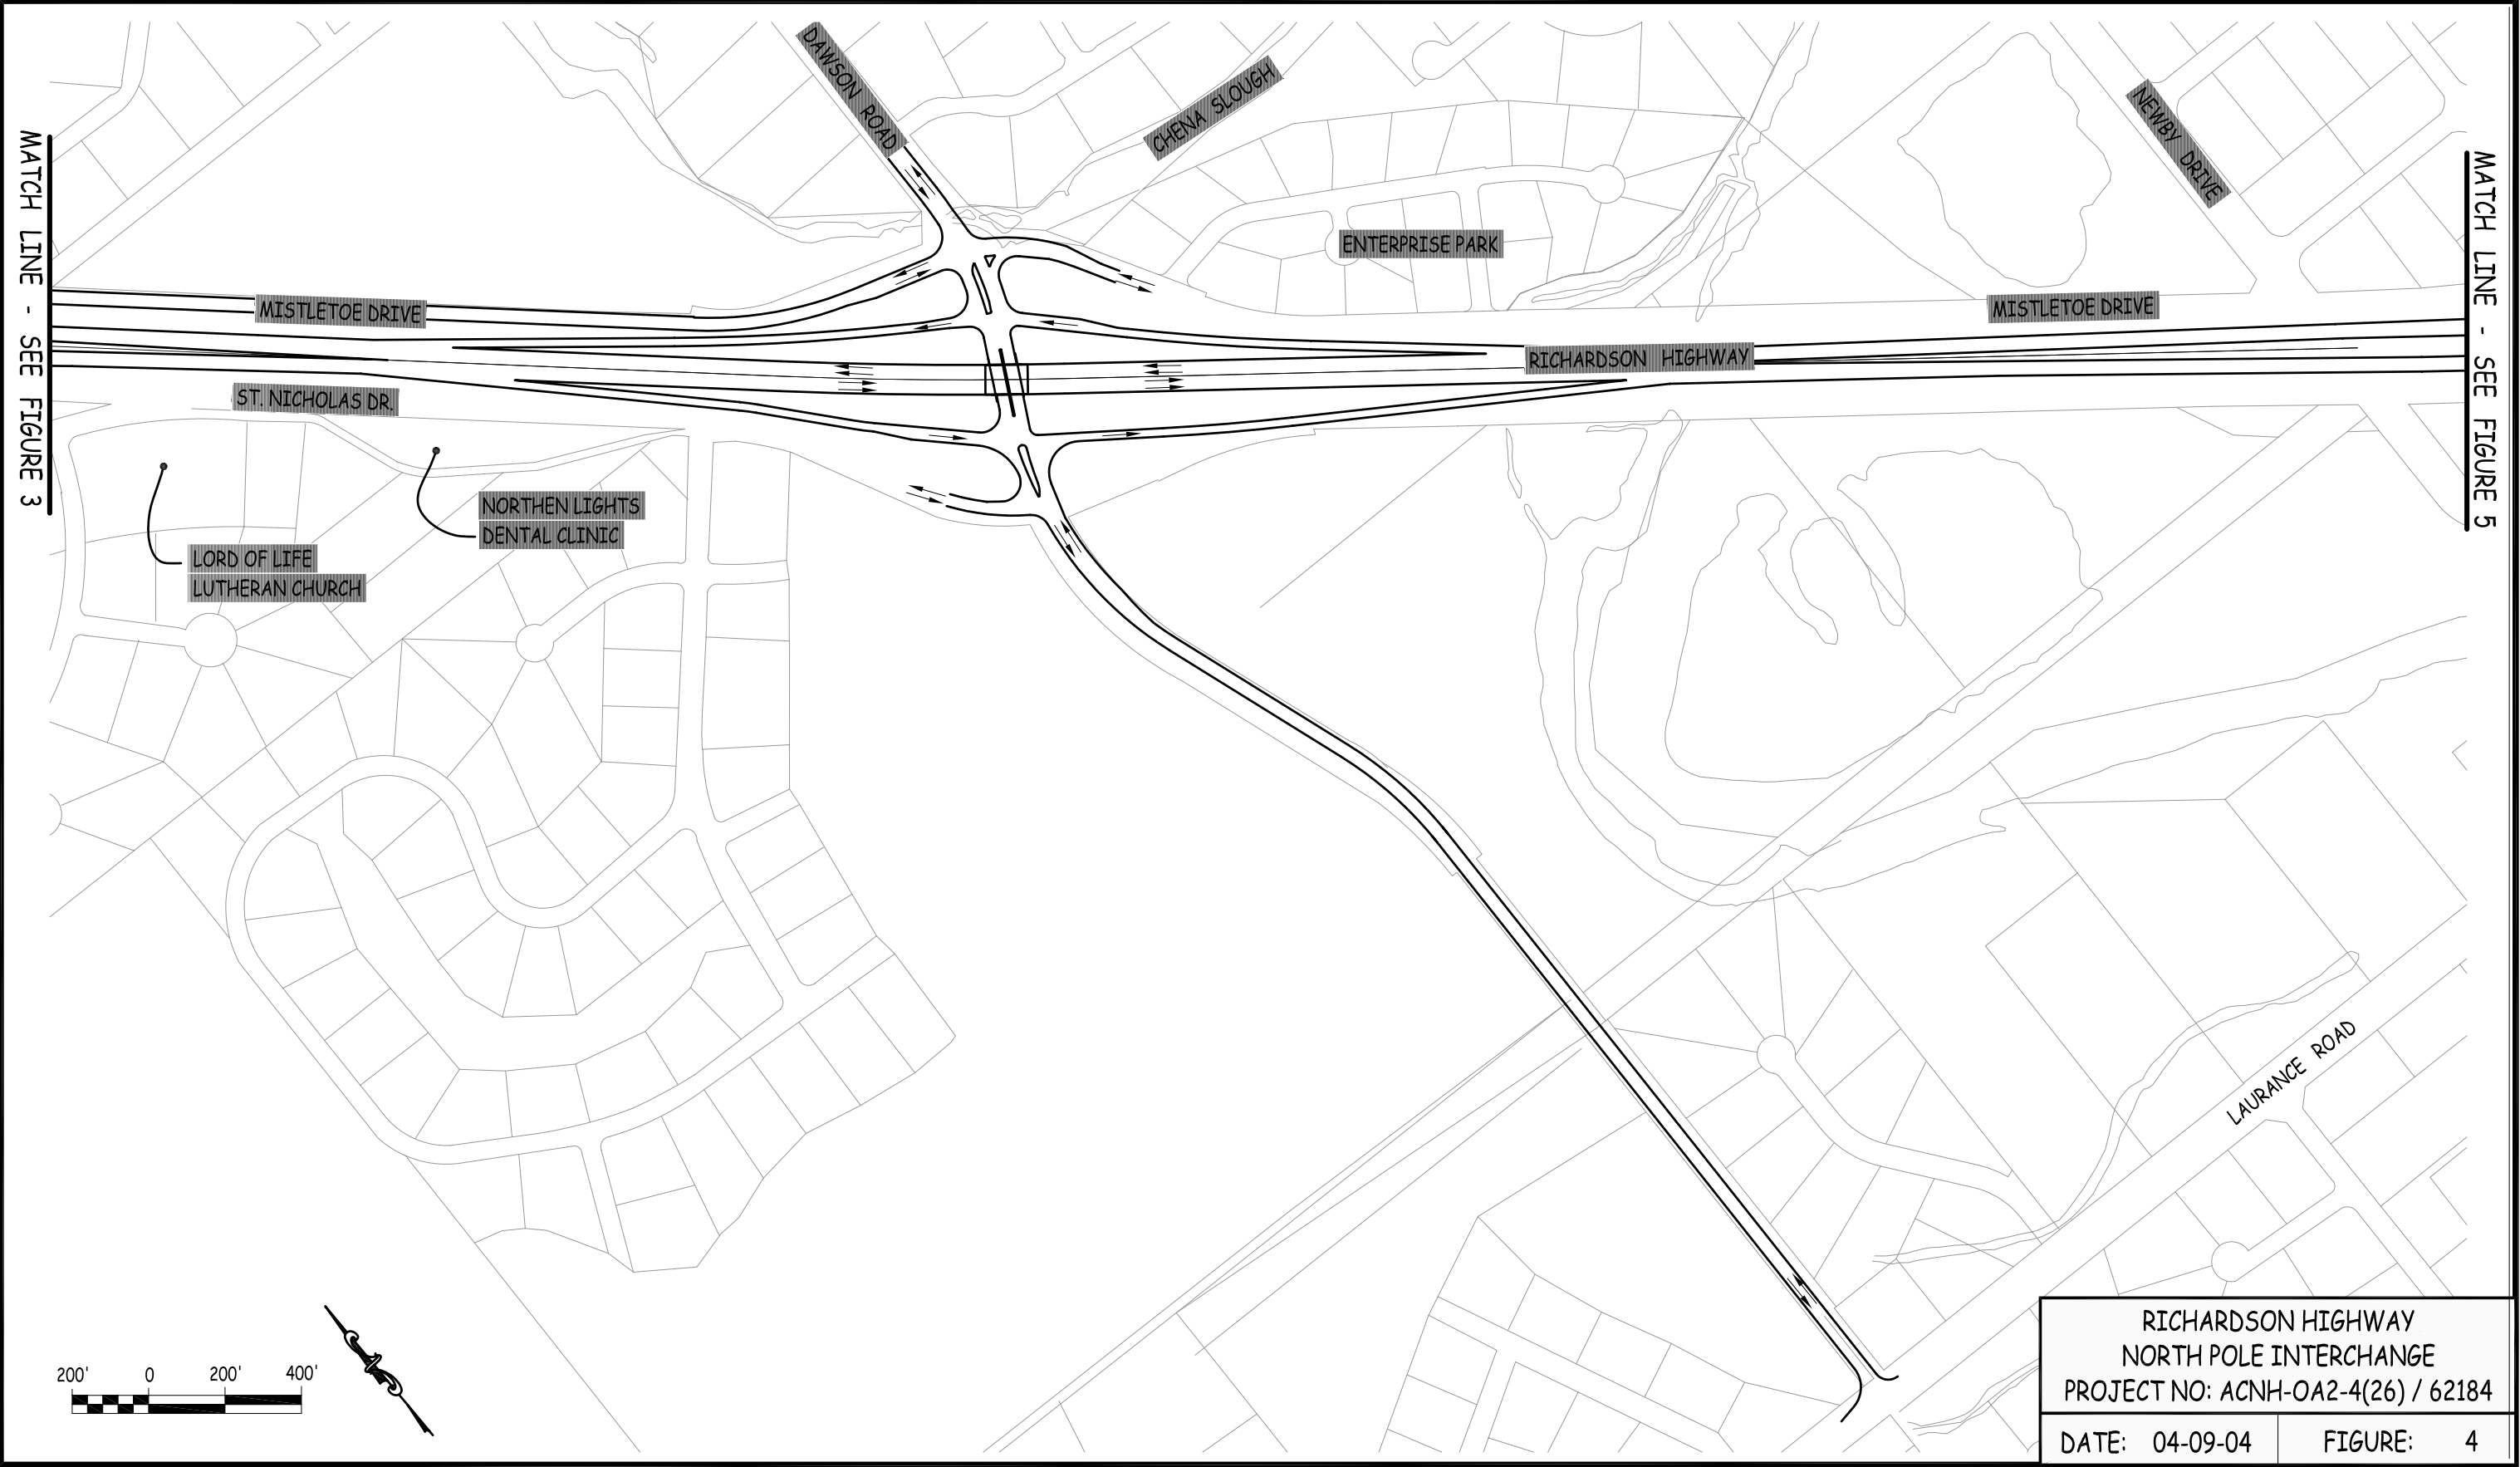 DAWSON ROAD
CHENA SLOUGH
NEWBY DRIVE
MATCH LINE - SEE FIGURE 3
MATCH LINE - SEE FIGURE 5
ENTERPRISE PARK
MISTLETOE DRIVE
MISTLETOE DRIVE
RICHARDSON HIGHWAY
ST. NICHOLAS DR.
NORTHEN LIGHTS
DENTAL CLINIC
LORD OF LIFE
LUTHERAN CHURCH
LAURANCE ROAD
200' 0 200' 400'
RICHARDSON HIGHWAY
NORTH POLE INTERCHANGE
PROJECT NO: ACNH-OA2-4(26) / 62184
DATE: 04-09-04
FIGURE: 4